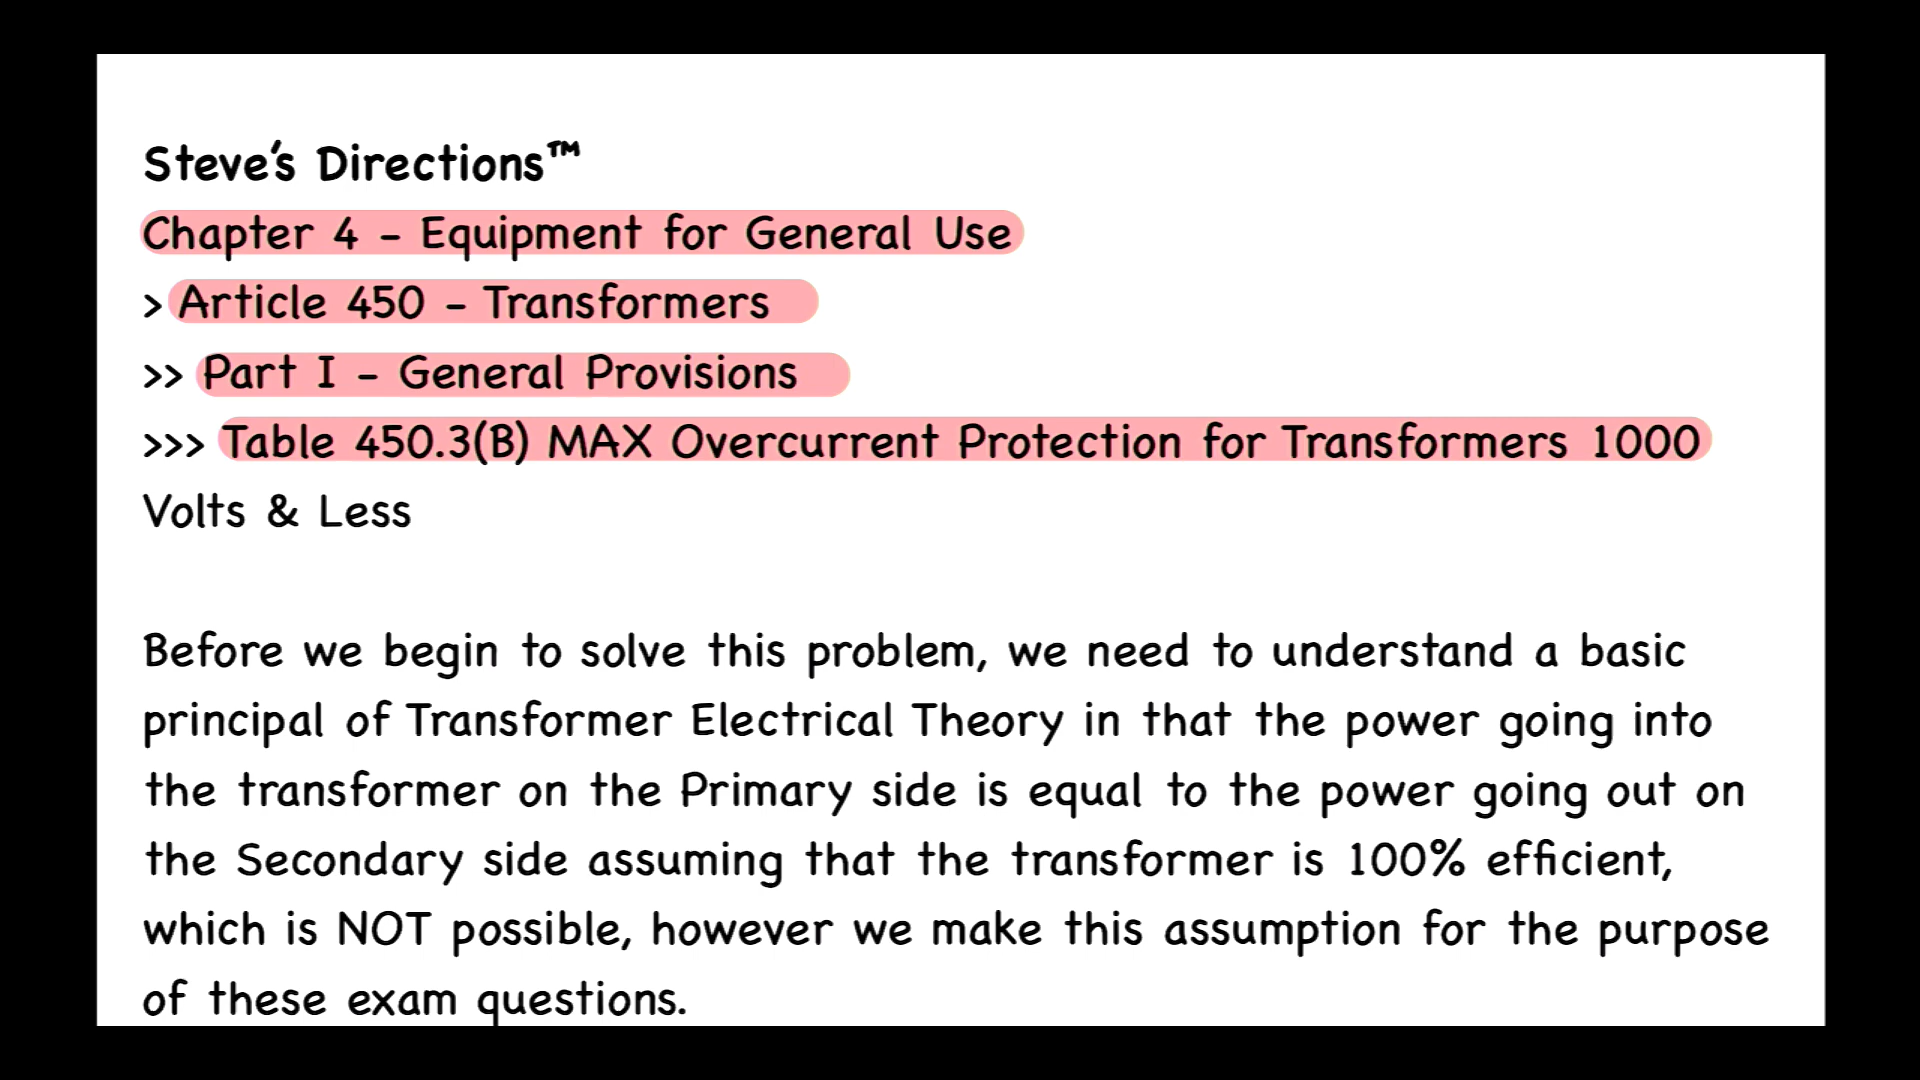 Steve's Directions™
Chapter 4 - Equipment for General Use
> Article 450 - Transformers
>> Part I - General Provisions
>>> Table 450.3(B) MAX Overcurrent Protection for Transformers 1000
Volts & Less
Before we begin to solve this problem, we need to understand a basic
principal of Transformer Electrical Theory in that the power going into
the transformer on the Primary side is equal to the power going out on
the Secondary side assuming that the transformer is 100% efficient,
which is NOT possible, however we make this assumption for the purpose
of these exam questions.